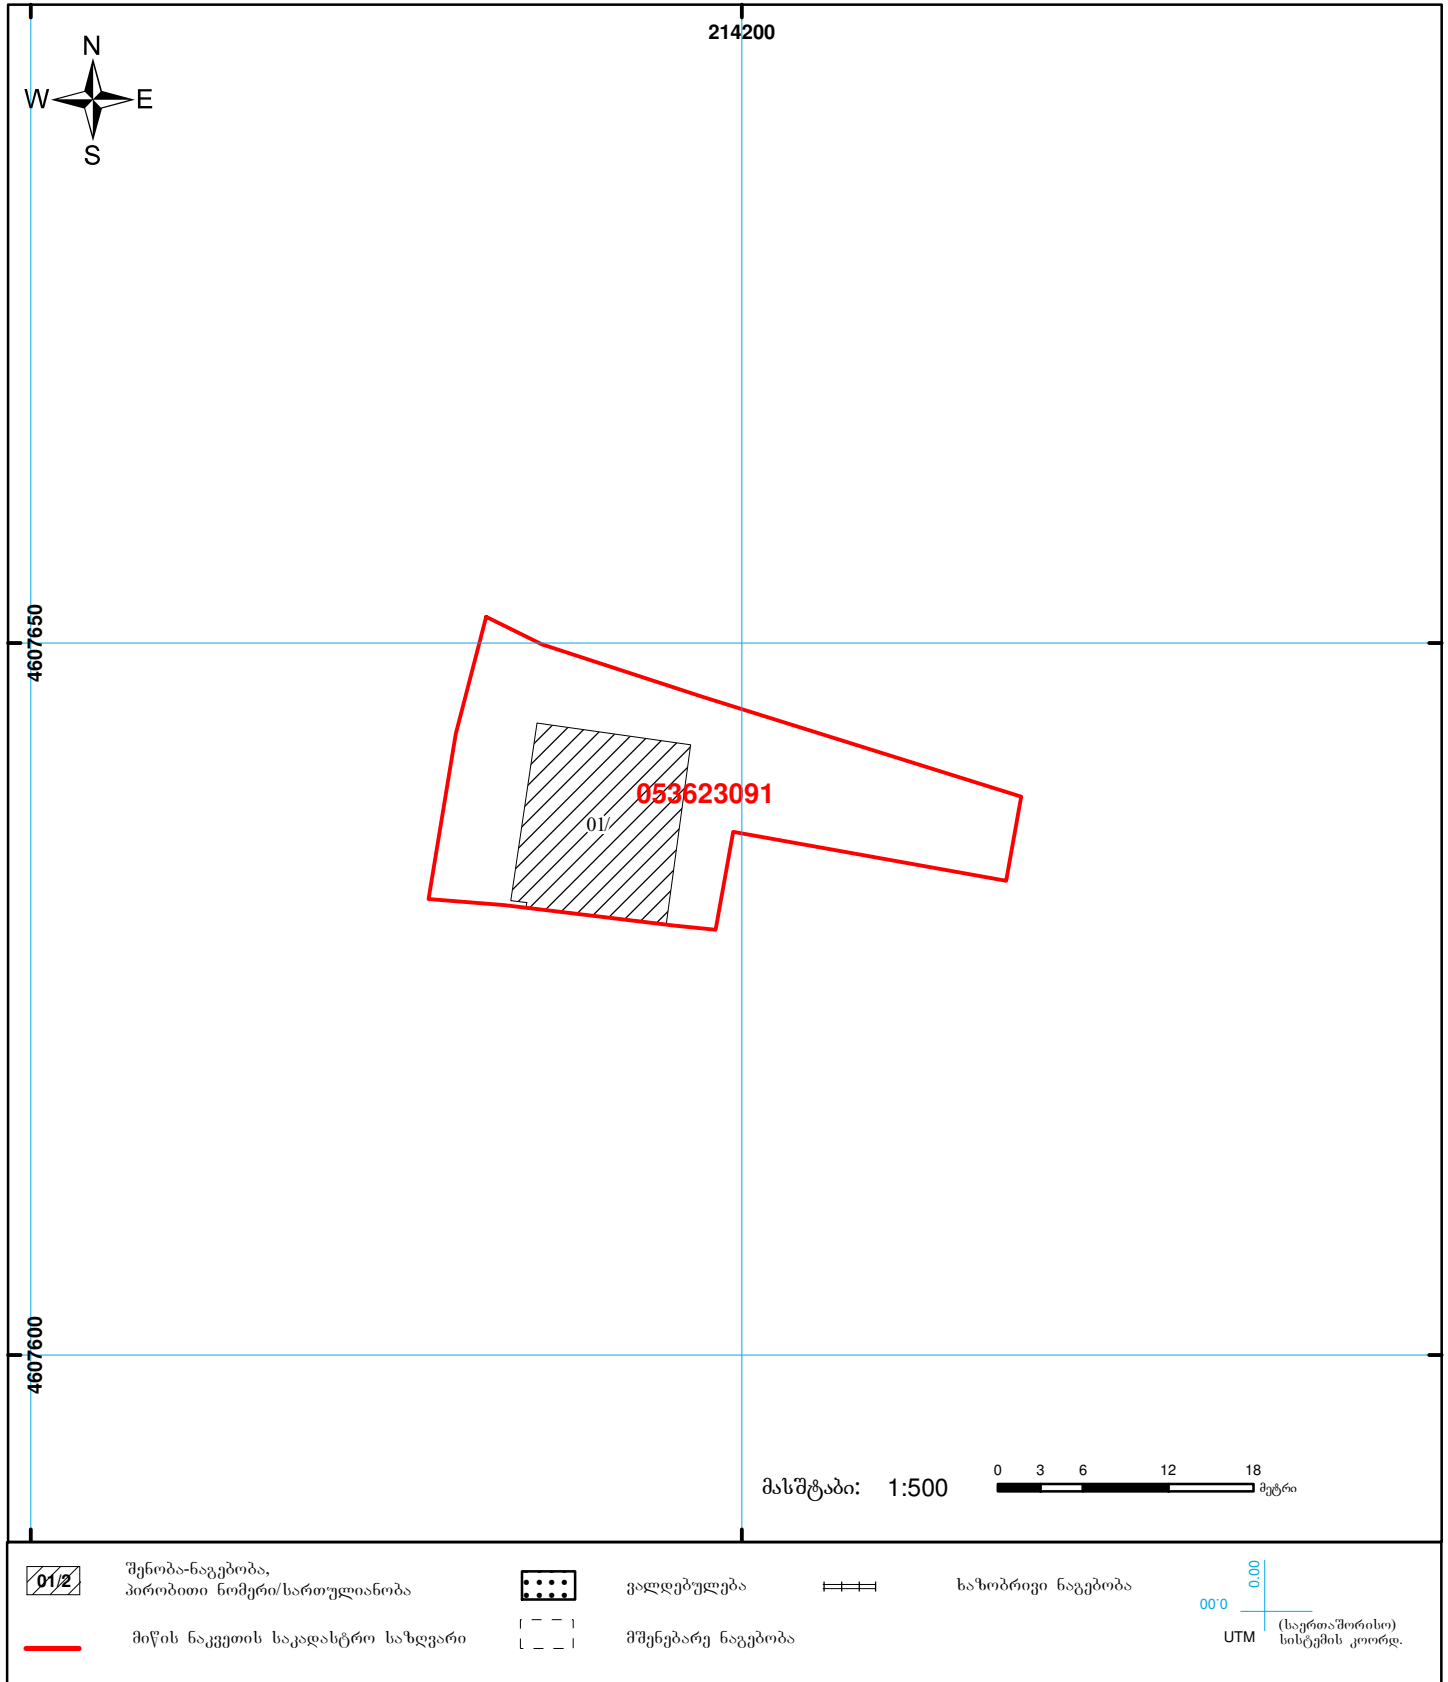 214200
N
W E
S
4607650
053623091
01/
4607600
მასშტაბი: 1:500
0 3 6 12 18
მეტრი
01/2
შენობა-ნაგებობა,
პირობითი ნომერი/სართულიანობა
ვალდებულება
ხაზობრივი ნაგებობა
მიწის ნაკვეთის საკადასტრო საზღვარი
მშენებარე ნაგებობა
00.0
00.0
UTM
(საერთაშორისო)
სისტემის კოორდ.